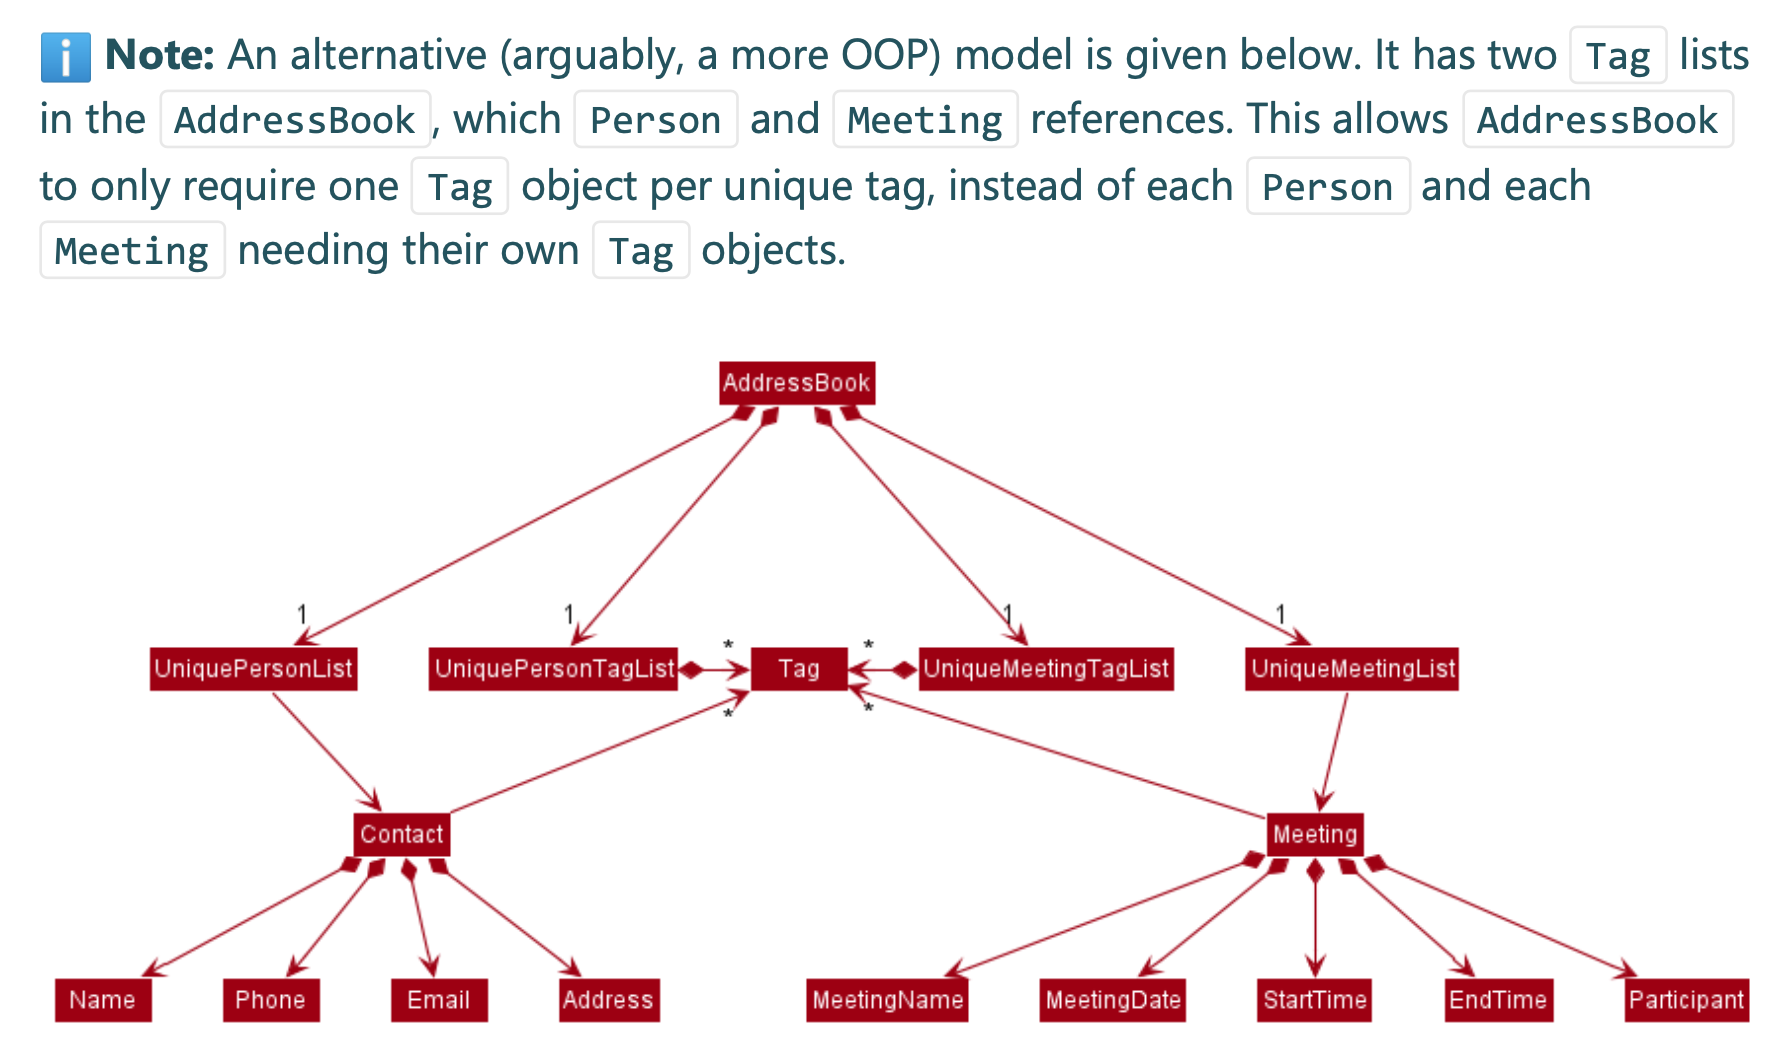 ℹ️ Note: An alternative (arguably, a more OOP) model is given below. It has two Tag lists
in the AddressBook, which Person and Meeting references. This allows AddressBook
to only require one Tag object per unique tag, instead of each Person and each
Meeting needing their own Tag objects.
AddressBook
1 1 1 1
UniquePersonList UniquePersonTagList * Tag * UniqueMeetingTagList UniqueMeetingList
* *
Contact Meeting
Name Phone Email Address MeetingName MeetingDate StartTime EndTime Participant